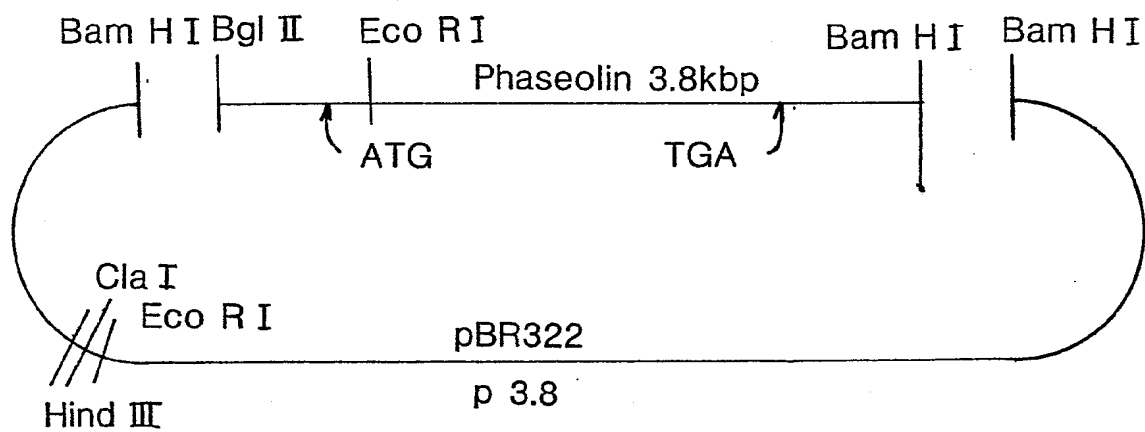 Bam H I Bgl II Eco R I Bam H I Bam H I
Phaseolin 3.8kbp
ATG TGA
Cla I
Eco R I
pBR322
p 3.8
Hind III